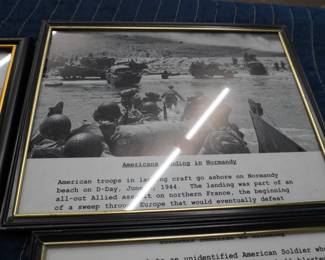 Americans landing in Normandy
American troops in landing craft go ashore on Normandy
beach on D-Day, June 6, 1944. The landing was part of an
all-out Allied assault on northern France, the beginning
of a sweep through Europe that would eventually defeat
an unidentified American Soldier